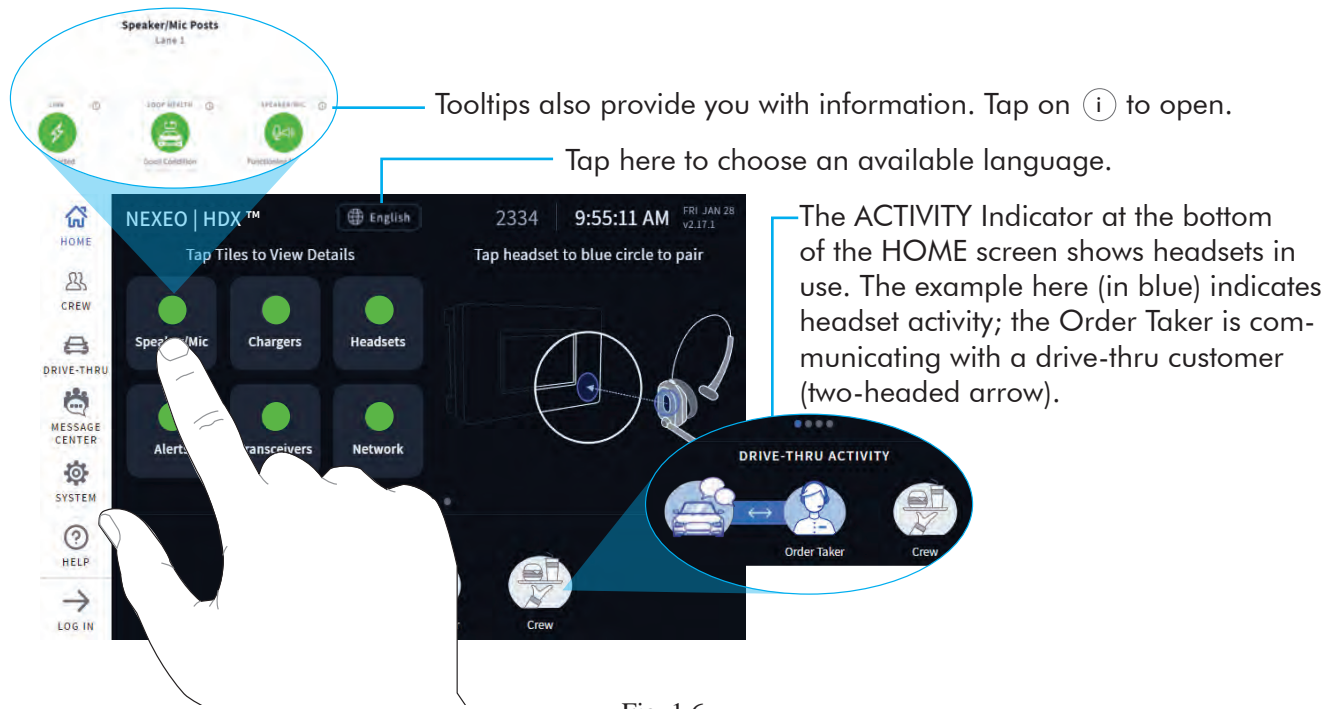 Speaker/Mic Posts
Lane 1
LINK
LOOP HEALTH
SPEAKER/MIC
Good Condition
Tooltips also provide you with information. Tap on i to open.
Tap here to choose an available language.
HOME
CREW
DRIVE-THRU
MESSAGE
CENTER
SYSTEM
HELP
LOG IN
NEXEO | HDX™
English
2334
9:55:11 AM
FRI JAN 28
v2.17.1
Tap Tiles to View Details
Tap headset to blue circle to pair
Chargers
Headsets
Network
Crew
The ACTIVITY Indicator at the bottom
of the HOME screen shows headsets in
use. The example here (in blue) indicates
headset activity; the Order Taker is com-
municating with a drive-thru customer
(two-headed arrow).
DRIVE-THRU ACTIVITY
Order Taker
Crew